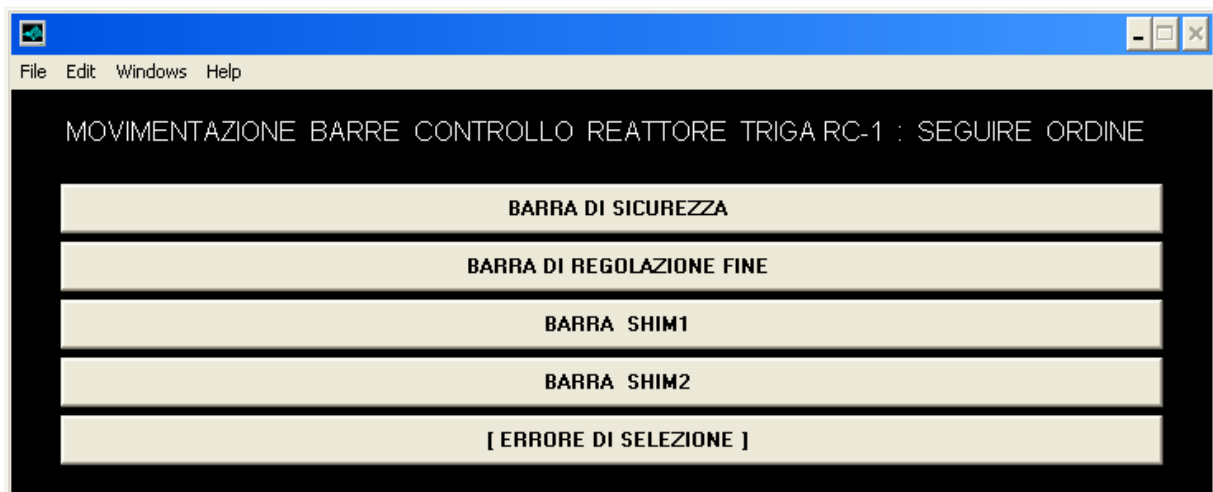 File Edit Windows Help
MOVIMENTAZIONE BARRE CONTROLLO REATTORE TRIGA RC-1 : SEGUIRE ORDINE
BARRA DI SICUREZZA
BARRA DI REGOLAZIONE FINE
BARRA SHIM1
BARRA SHIM2
[ ERRORE DI SELEZIONE ]